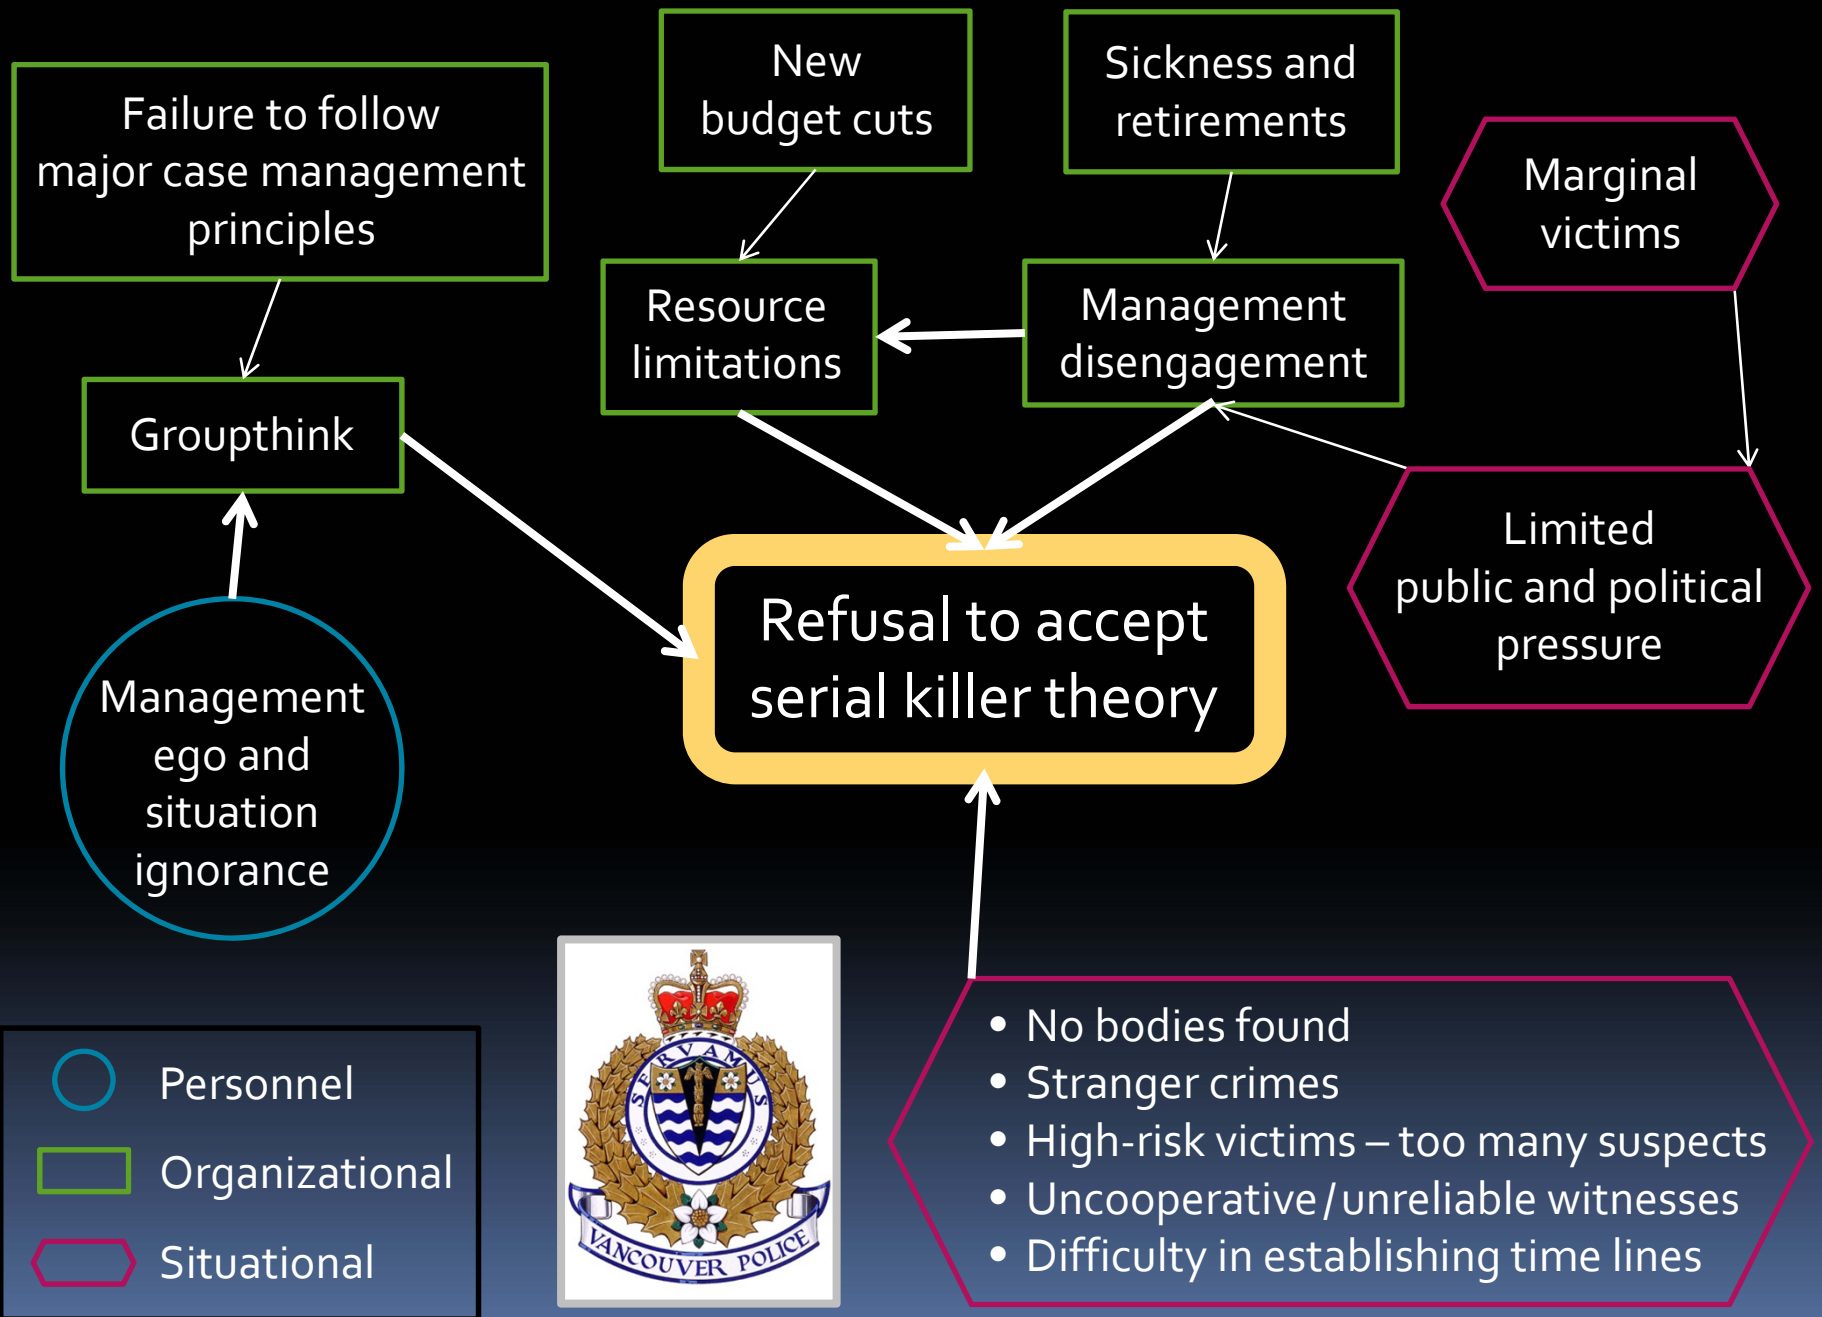 New
budget cuts
Sickness and
retirements
Failure to follow
major case management
principles
Marginal
victims
Resource
limitations
Management
disengagement
Groupthink
Limited
public and political
pressure
Refusal to accept
serial killer theory
Management
ego and
situation
ignorance
• No bodies found
• Stranger crimes
• High-risk victims – too many suspects
• Uncooperative/unreliable witnesses
• Difficulty in establishing time lines
Personnel
Organizational
Situational
SERVAMUS
VANCOUVER POLICE